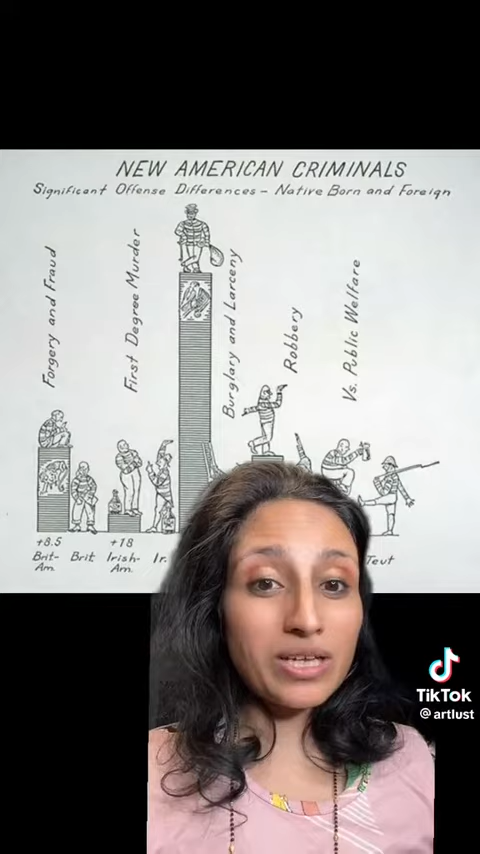 NEW AMERICAN CRIMINALS
Significant Offense Differences – Native Born and Foreign
Forgery and Fraud
First Degree Murder
Burglary and Larceny
Robbery
Vs. Public Welfare
+8.5
+18
Brit-
Am.
Brit
Irish-
Am.
Ir.
Teut
TikTok
@artlust